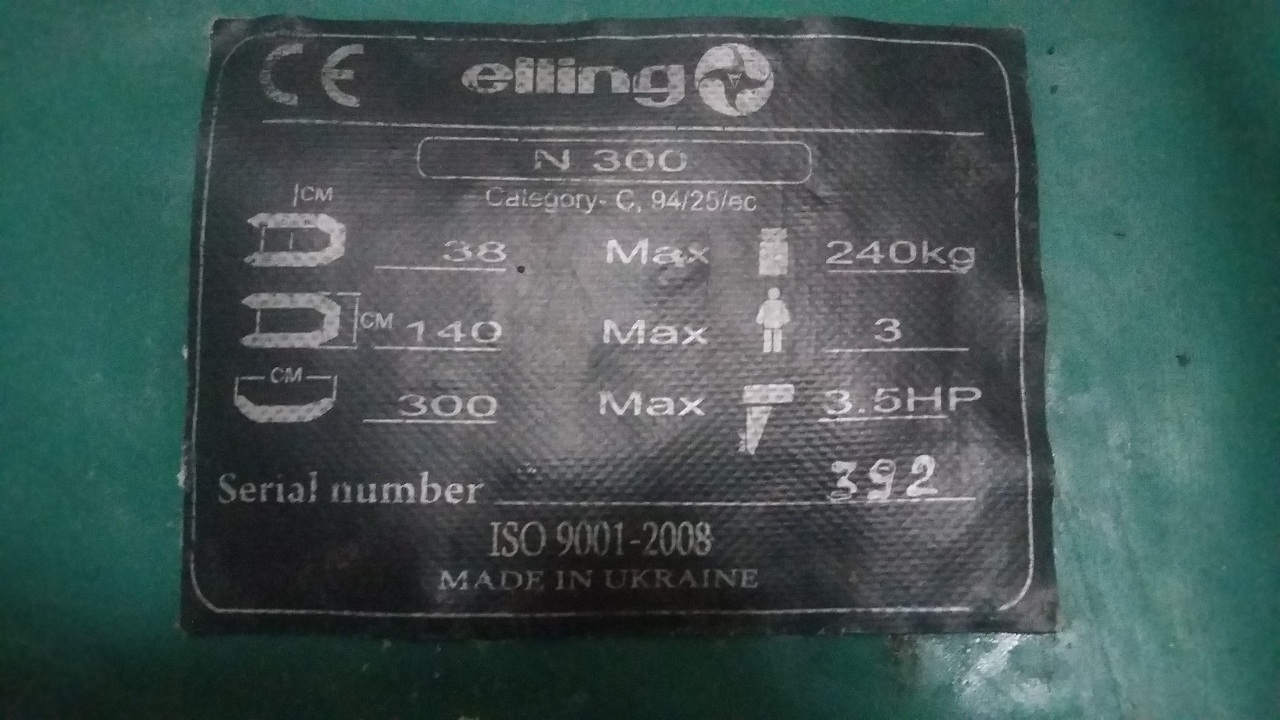 CE elling
N 300
Category- C, 94/25/ec
CM
38 Max 240kg
CM 140 Max 3
CM
300 Max 3.5HP
Serial number 392
ISO 9001-2008
MADE IN UKRAINE